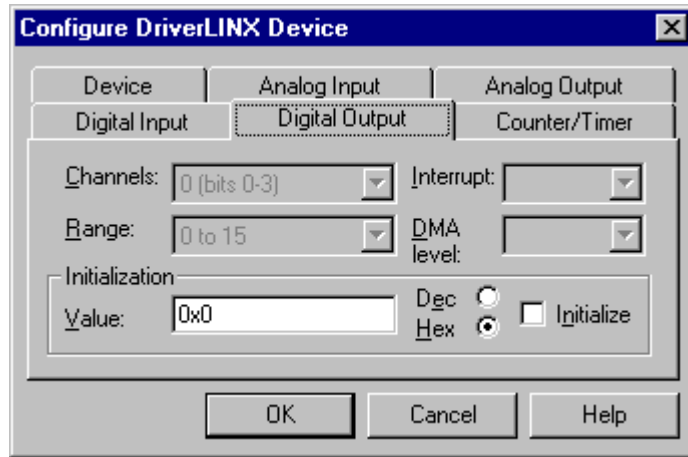 Configure DriverLINX Device
Device Analog Input Analog Output
Digital Input Digital Output Counter/Timer
Channels: 0 (bits 0-3) Interrupt:
Range: 0 to 15 DMA level:
Initialization
Value: 0x0 Dec Hex Initialize
OK Cancel Help